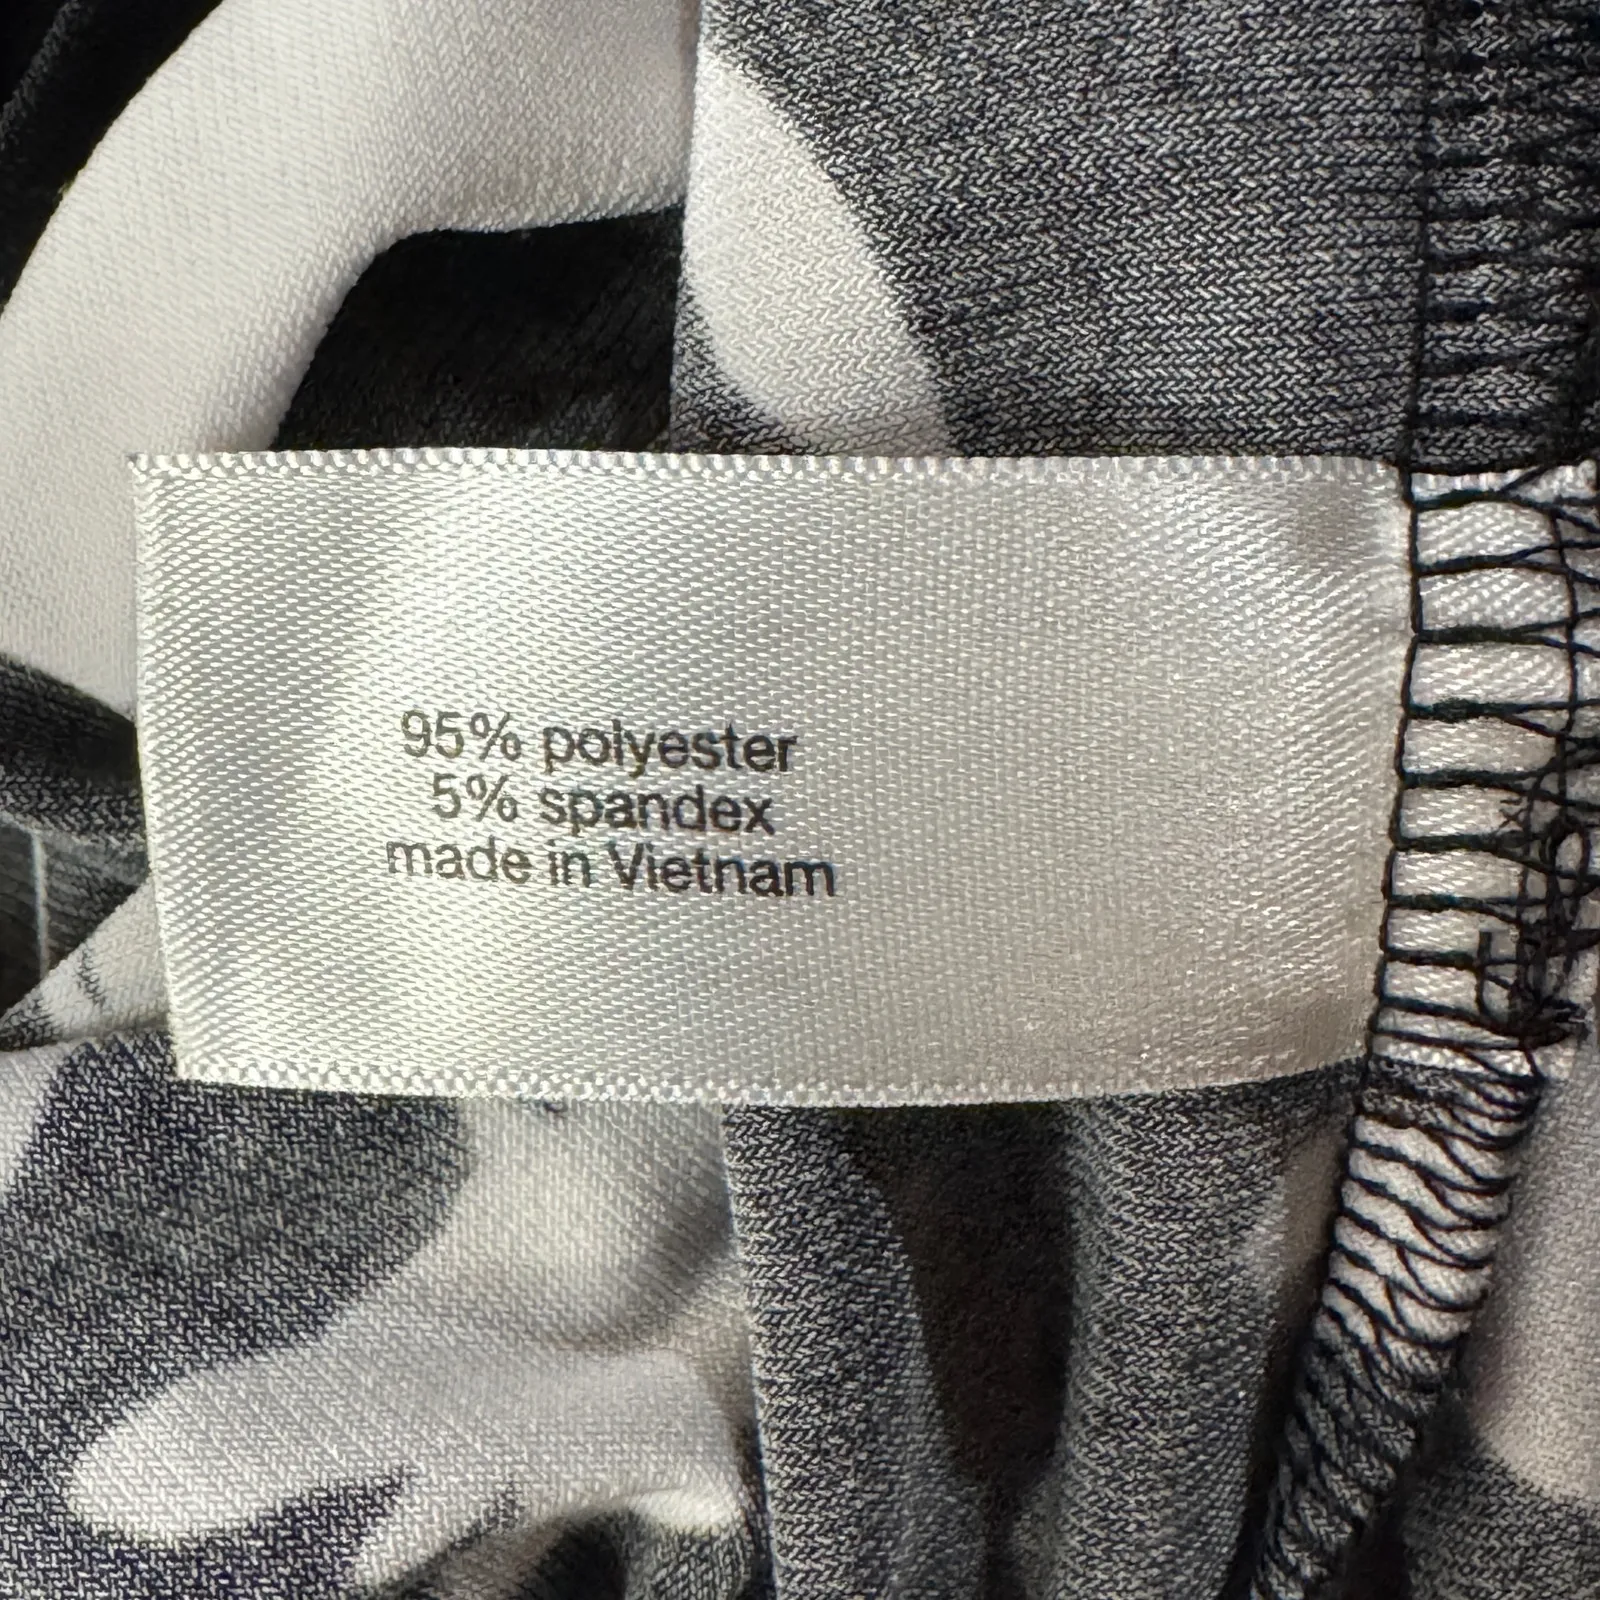 95% polyester
5% spandex
made in Vietnam